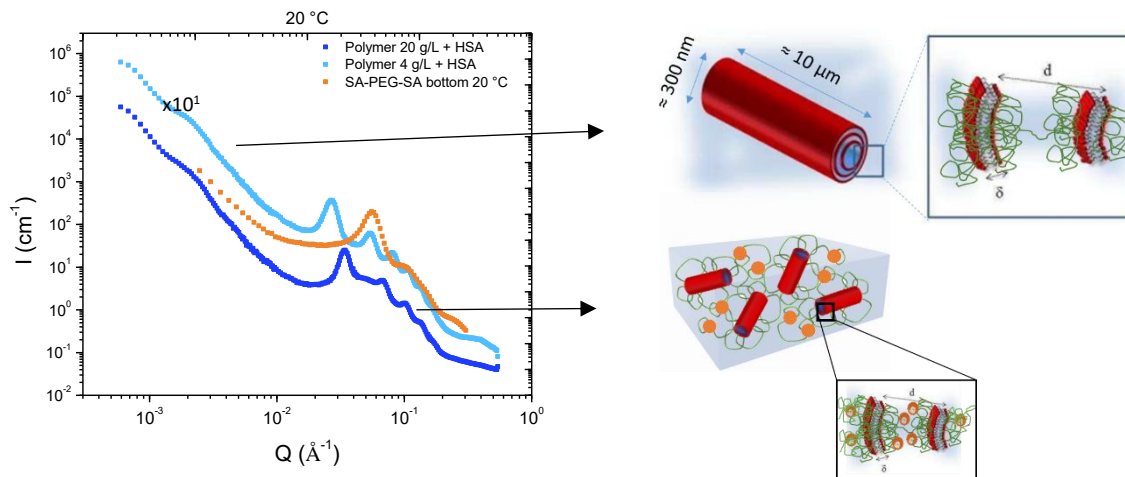 20 °C
Polymer 20 g/L + HSA
Polymer 4 g/L + HSA
SA-PEG-SA bottom 20 °C
x10¹
10⁶
10⁵
10⁴
10³
10²
10¹
10⁰
10⁻¹
10⁻²
I (cm⁻¹)
10⁻³
10⁻²
10⁻¹
10⁰
Q (Å⁻¹)
≈ 300 nm
≈ 10 µm
d
δ
d
δ